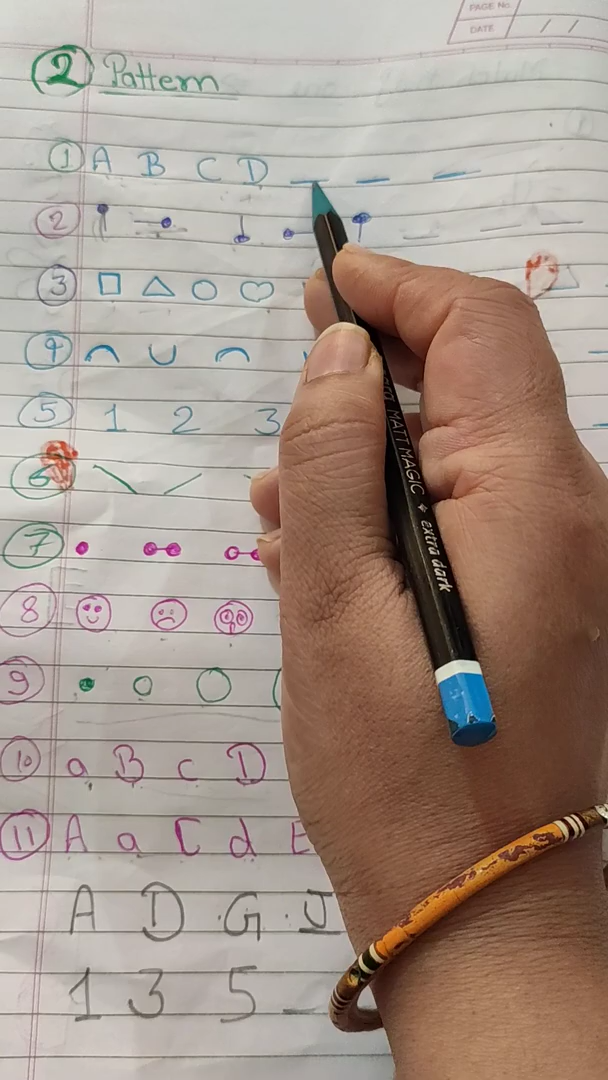 PAGE No.
DATE / /
2 Pattern
1 A B C D _ _ _
2
3
4
5 1 2 3
6
7
8
9
10 a B c D
11 A a C d E
A D G J
1 3 5 _
MATT MAGIC extra dark